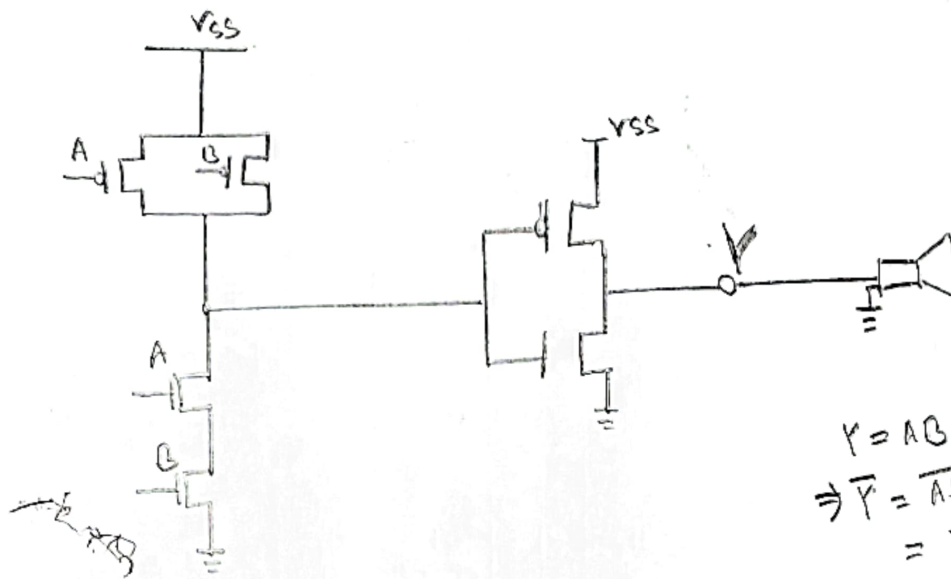 VSS
A
B
VSS
Y
A
B
Y = AB
⇒ Y̅ = A̅
=